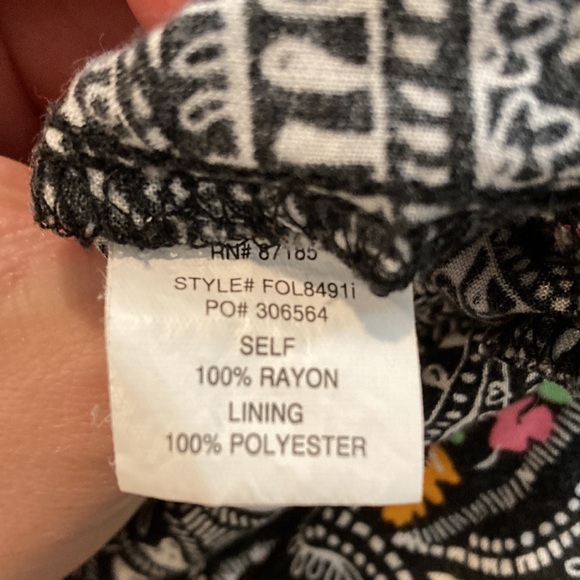 RN# 87185
STYLE# FOL8491i
PO# 306564
SELF
100% RAYON
LINING
100% POLYESTER